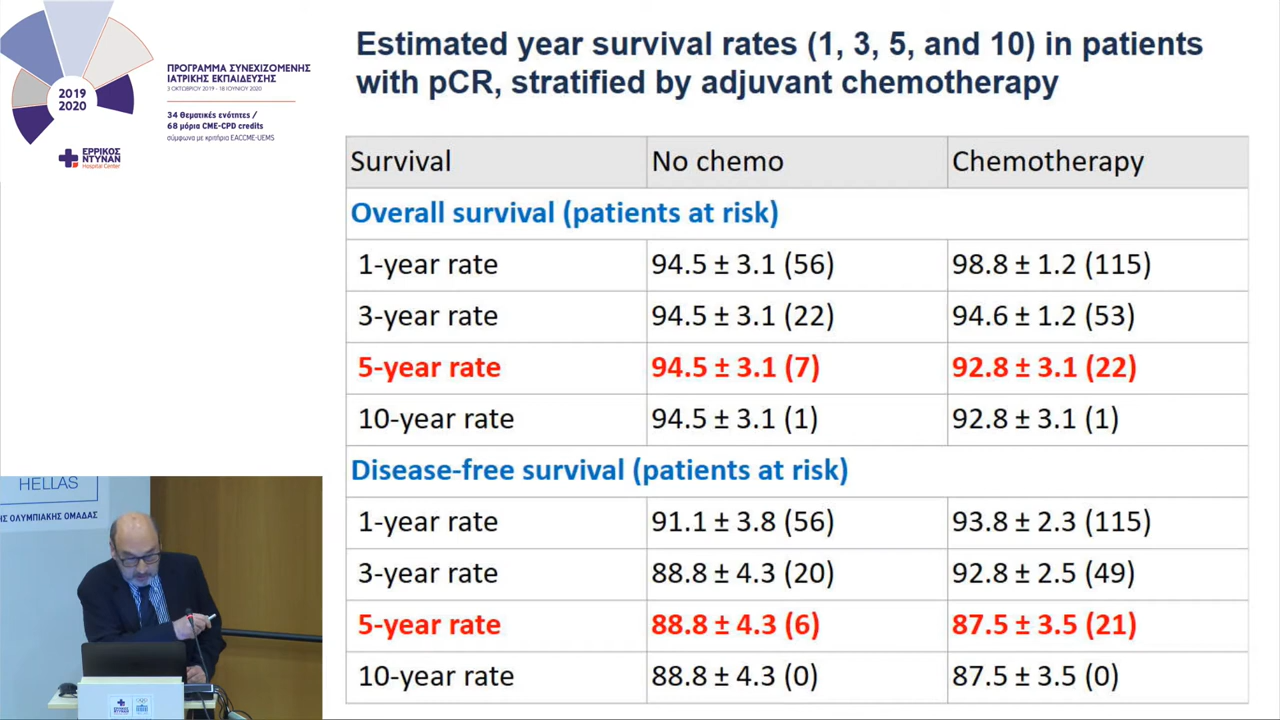 2019
2020
ΠΡΟΓΡΑΜΜΑ ΣΥΝΕΧΙΖΟΜΕΝΗΣ
ΙΑΤΡΙΚΗΣ ΕΚΠΑΙΔΕΥΣΗΣ
3 ΟΚΤΩΒΡΙΟΥ 2019 - 18 ΙΟΥΝΙΟΥ 2020
34 Θεματικές ενότητες /
68 μόρια CME-CPD credits
σύμφωνα με κριτήρια EACCME-UEMS
ΕΡΡΙΚΟΣ
ΝΤΥΝΑΝ
Hospital Center
Estimated year survival rates (1, 3, 5, and 10) in patients
with pCR, stratified by adjuvant chemotherapy
Survival No chemo Chemotherapy
Overall survival (patients at risk)
1-year rate 94.5 ± 3.1 (56) 98.8 ± 1.2 (115)
3-year rate 94.5 ± 3.1 (22) 94.6 ± 1.2 (53)
5-year rate 94.5 ± 3.1 (7) 92.8 ± 3.1 (22)
10-year rate 94.5 ± 3.1 (1) 92.8 ± 3.1 (1)
Disease-free survival (patients at risk)
1-year rate 91.1 ± 3.8 (56) 93.8 ± 2.3 (115)
3-year rate 88.8 ± 4.3 (20) 92.8 ± 2.5 (49)
5-year rate 88.8 ± 4.3 (6) 87.5 ± 3.5 (21)
10-year rate 88.8 ± 4.3 (0) 87.5 ± 3.5 (0)
HELLAS
ΗΣ ΟΛΥΜΠΙΑΚΗΣ ΟΜΑΔΑΣ